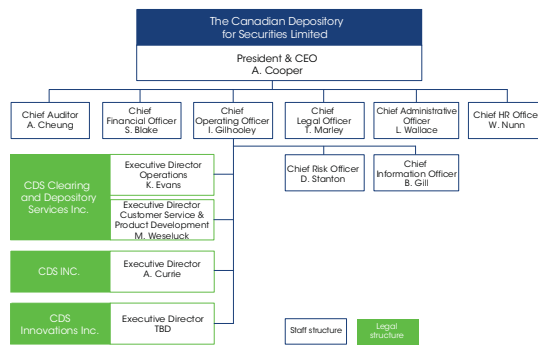 The Canadian Depository
for Securities Limited
President & CEO
A. Cooper
Chief Auditor
A. Cheung
Chief
Financial Officer
S. Blake
Chief
Operating Officer
I. Gilhooley
Chief
Legal Officer
T. Marley
Chief Administrative
Officer
L. Wallace
Chief HR Office
W. Nunn
CDS Clearing
and Depository
Services Inc.
Executive Director
Operations
K. Evans
Executive Director
Customer Service &
Product Development
M. Weseluck
Chief Risk Officer
D. Stanton
Chief
Information Officer
B. Gill
CDS INC.
Executive Director
A. Currie
CDS
Innovations Inc.
Executive Director
TBD
Staff structure
Legal
structure